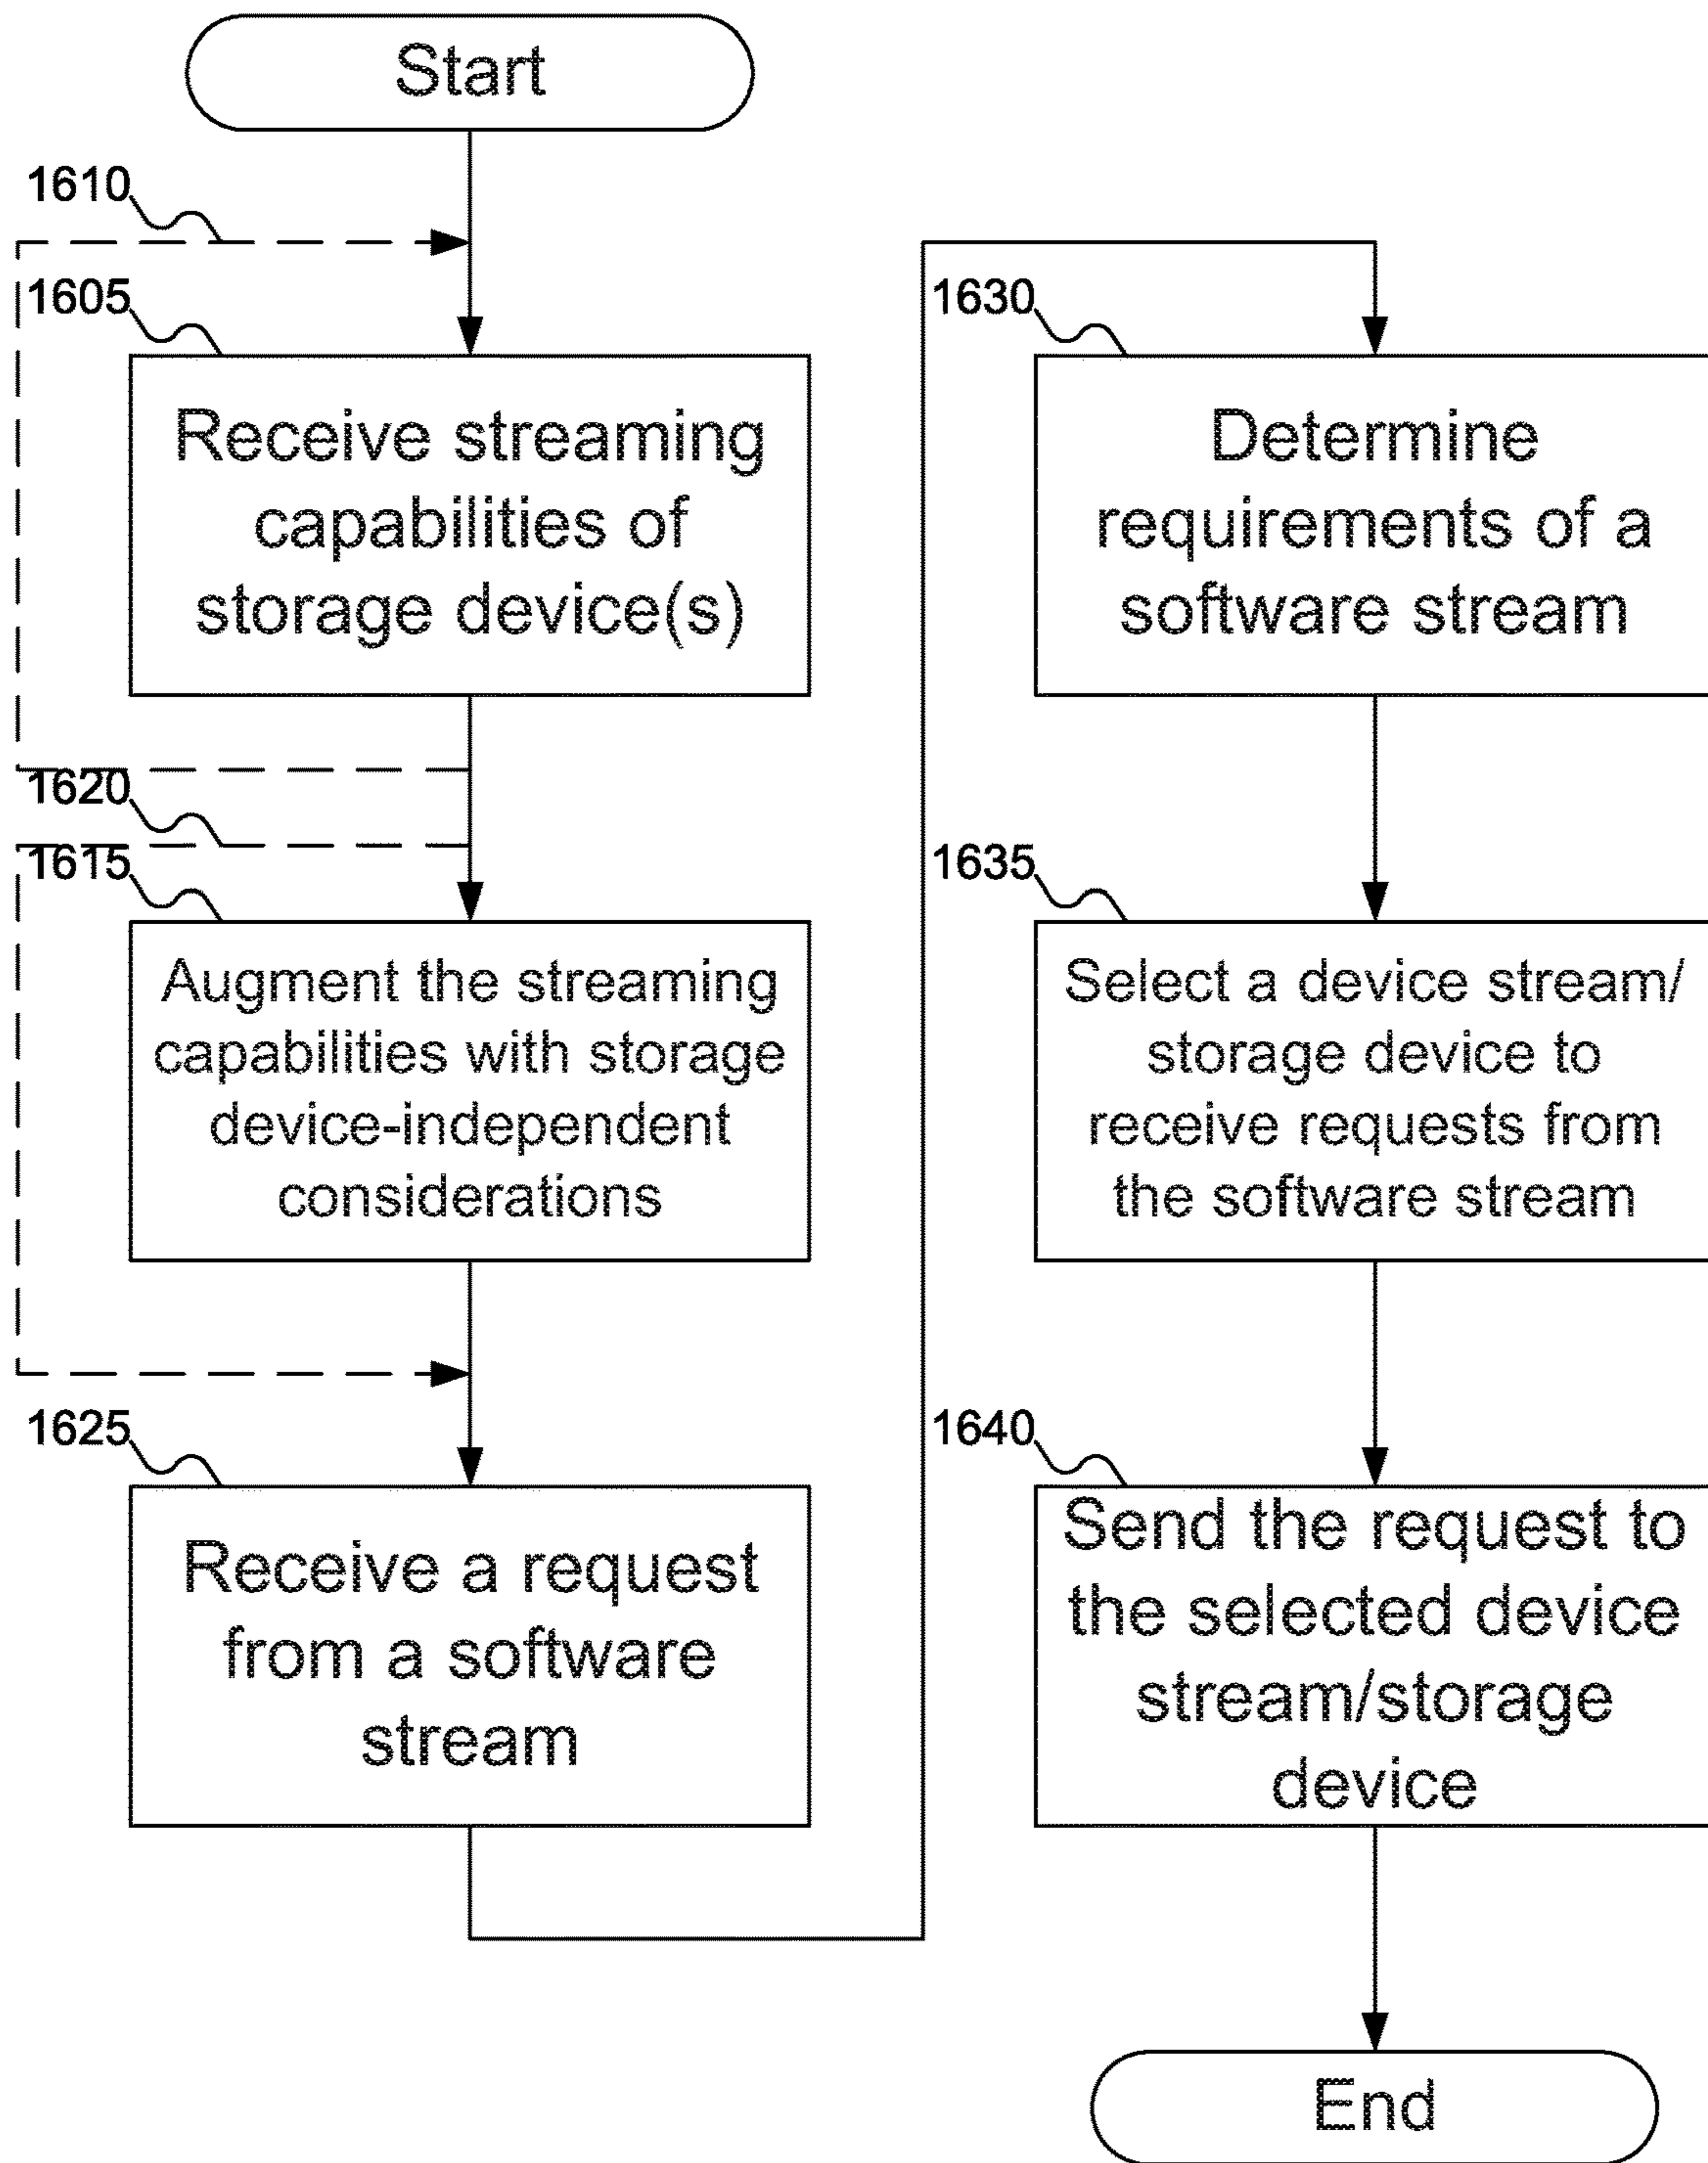 Start
1610
1605
Receive streaming
capabilities of
storage device(s)
1620
1615
Augment the streaming
capabilities with storage
device-independent
considerations
1625
Receive a request
from a software
stream
1630
Determine
requirements of a
software stream
1635
Select a device stream/
storage device to
receive requests from
the software stream
1640
Send the request to
the selected device
stream/storage
device
End